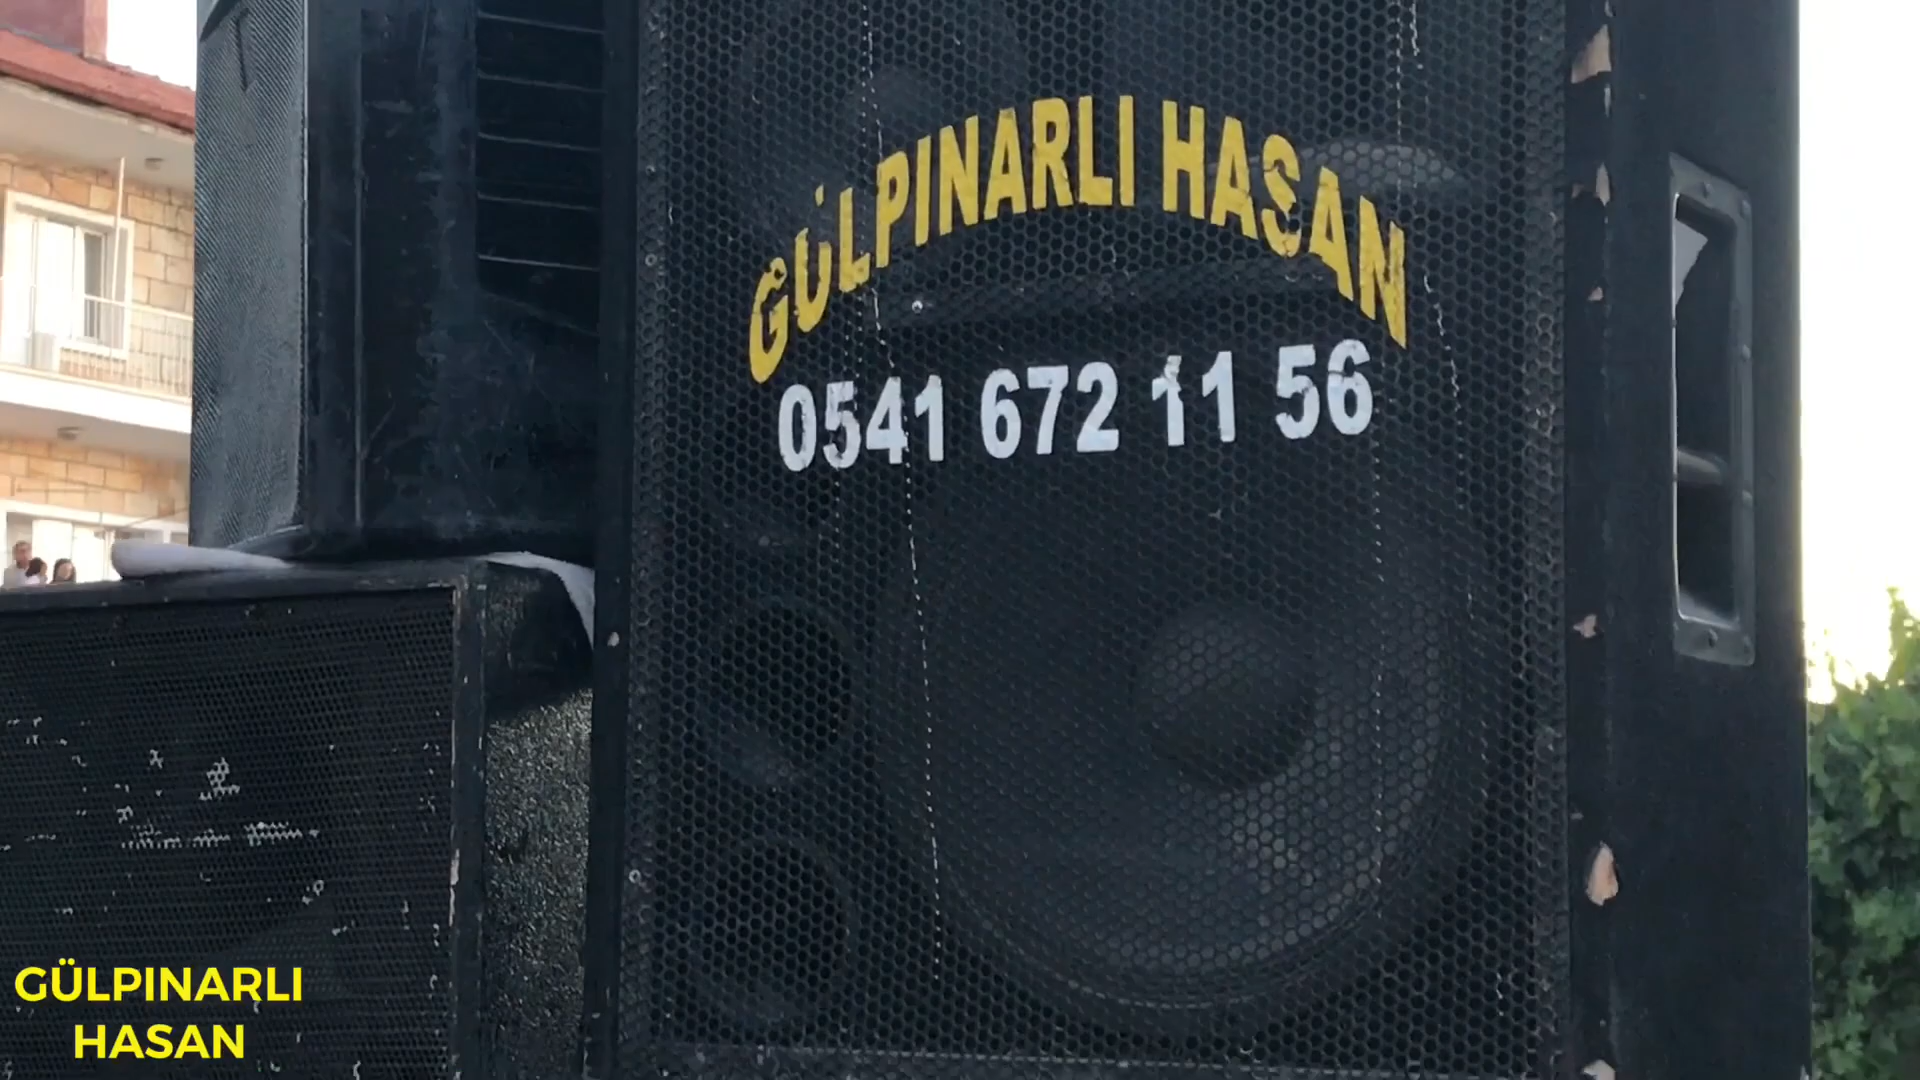 GÜLPINARLI HASAN
0541 672 11 56
GÜLPINARLI
HASAN